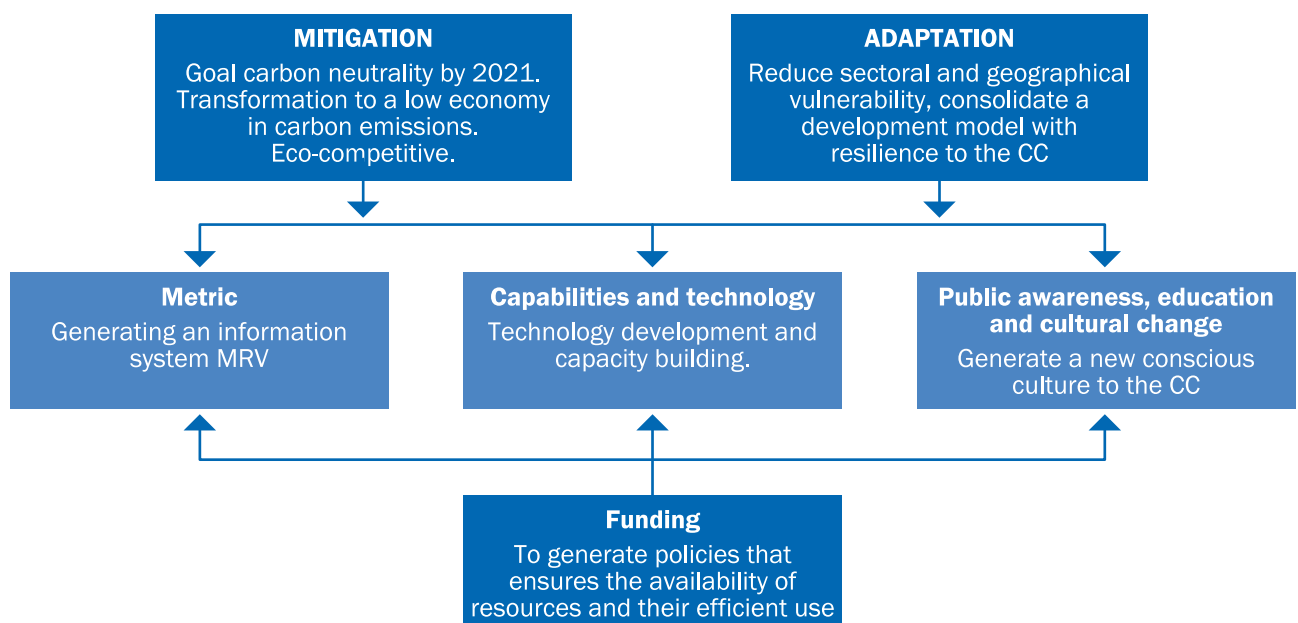 MITIGATION
Goal carbon neutrality by 2021.
Transformation to a low economy
in carbon emissions.
Eco-competitive.
ADAPTATION
Reduce sectoral and geographical
vulnerability, consolidate a
development model with
resilience to the CC
Metric
Generating an information
system MRV
Capabilities and technology
Technology development and
capacity building.
Public awareness, education
and cultural change
Generate a new conscious
culture to the CC
Funding
To generate policies that
ensures the availability of
resources and their efficient use